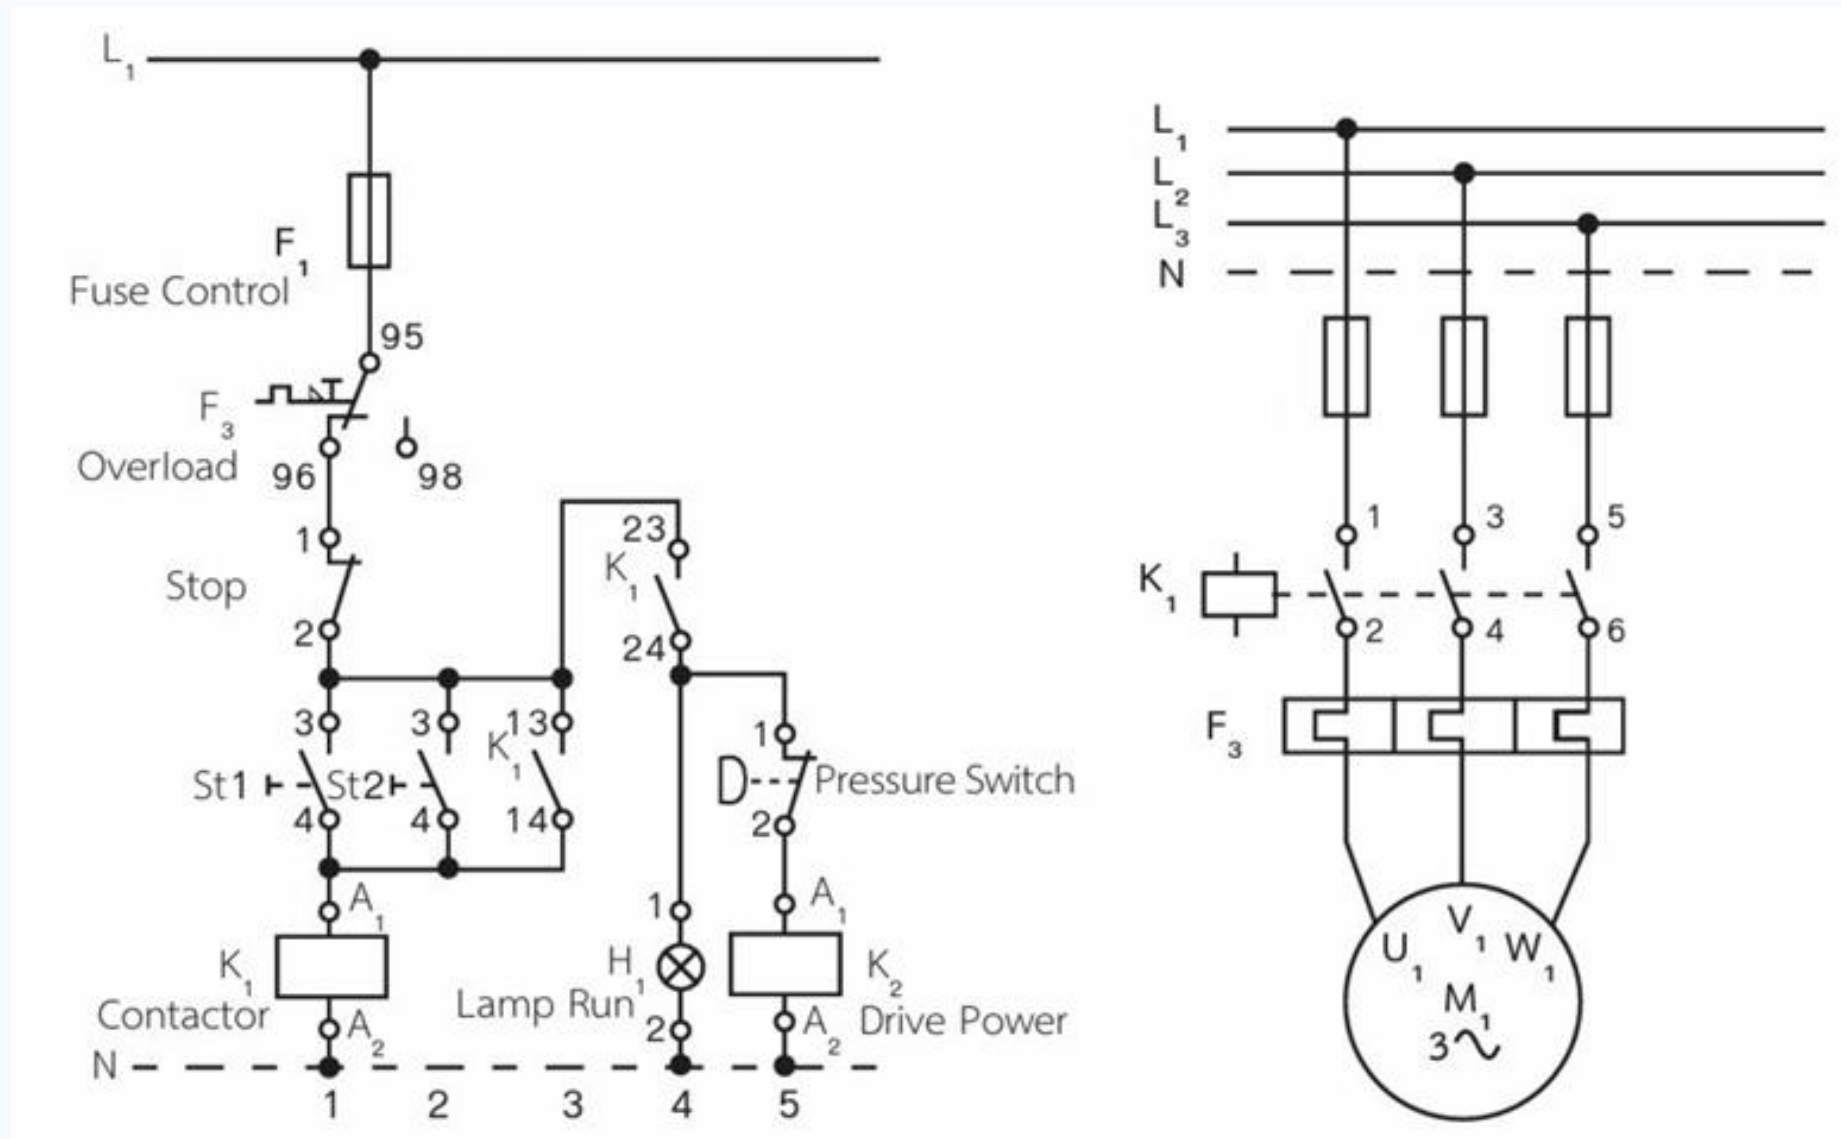 L1
F1
Fuse Control
95
F3
Overload
96
98
1
Stop
2
23
K1
24
3
3
13
K1
St1
St2
4
4
14
1
Pressure Switch
2
A1
K1
Contactor
A2
1
H1
Lamp Run
2
A1
K2
A2
Drive Power
N
1 2 3 4 5
L1
L2
L3
N
1 3 5
K1
2 4 6
F3
U1 V1 W1
M1
3~